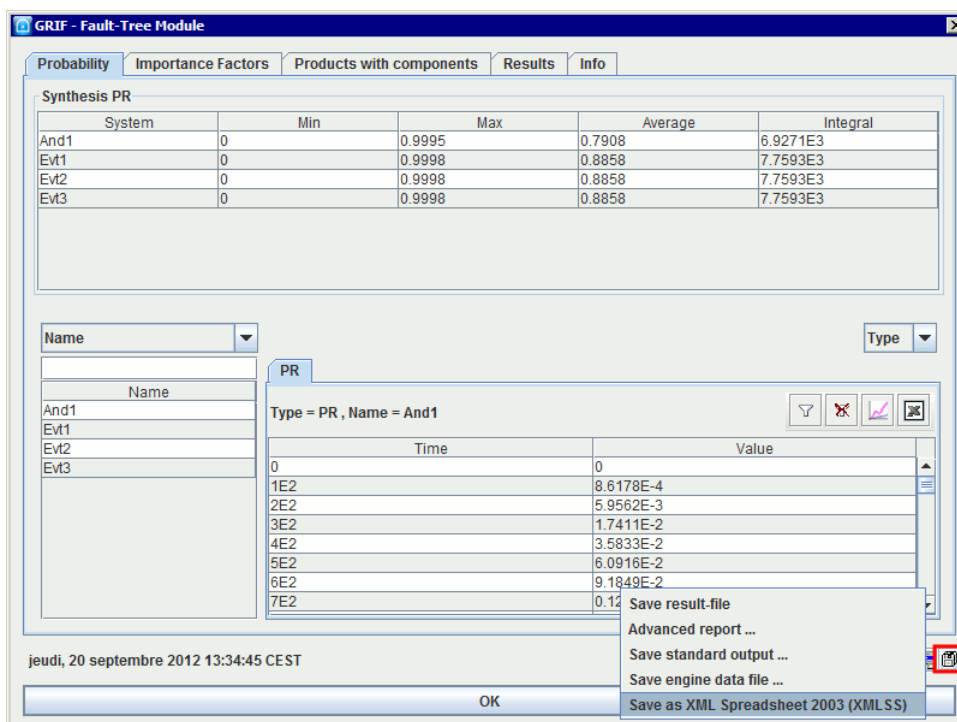 GRIF - Fault-Tree Module
Probability Importance Factors Products with components Results Info
Synthesis PR
System Min Max Average Integral
And1 0 0.9995 0.7908 6.9271E3
Evt1 0 0.9998 0.8858 7.7593E3
Evt2 0 0.9998 0.8858 7.7593E3
Evt3 0 0.9998 0.8858 7.7593E3
Name Type
PR
Name
And1
Evt1
Evt2
Evt3
Type = PR , Name = And1
Time Value
0 0
1E2 8.6178E-4
2E2 5.9562E-3
3E2 1.7411E-2
4E2 3.5833E-2
5E2 6.0916E-2
6E2 9.1849E-2
7E2 0.12
Save result-file
Advanced report ...
Save standard output ...
Save engine data file ...
Save as XML Spreadsheet 2003 (XMLSS)
jeudi, 20 septembre 2012 13:34:45 CEST
OK